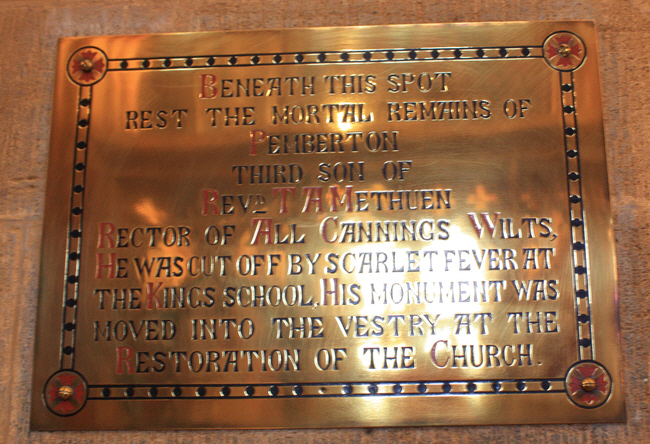 BENEATH THIS SPOT
REST THE MORTAL REMAINS OF
PEMBERTON
THIRD SON OF
REVD T A METHUEN
RECTOR OF ALL CANNINGS WILTS,
HE WAS CUT OFF BY SCARLET FEVER AT
THE KINGS SCHOOL. HIS MONUMENT WAS
MOVED INTO THE VESTRY AT THE
RESTORATION OF THE CHURCH.